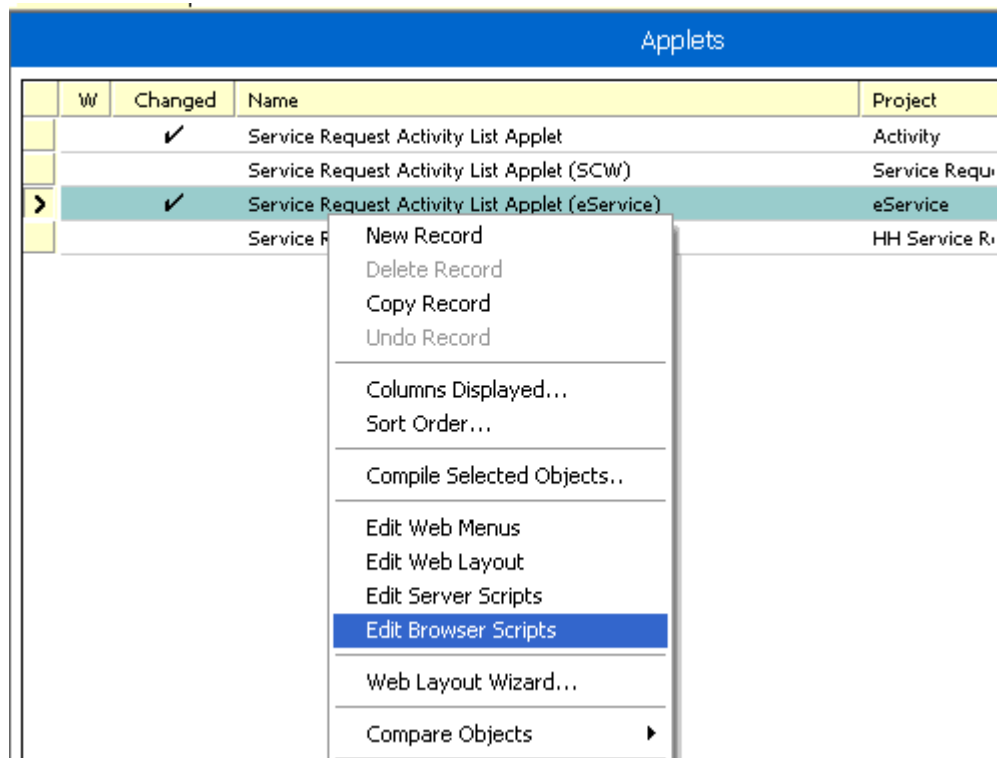 Applets
W Changed Name Project
Service Request Activity List Applet Activity
Service Request Activity List Applet (SCW) Service
Service Request Activity List Applet (eService) eService
Service HH Service
New Record
Delete Record
Copy Record
Undo Record
Columns Displayed...
Sort Order...
Compile Selected Objects..
Edit Web Menus
Edit Web Layout
Edit Server Scripts
Edit Browser Scripts
Web Layout Wizard...
Compare Objects